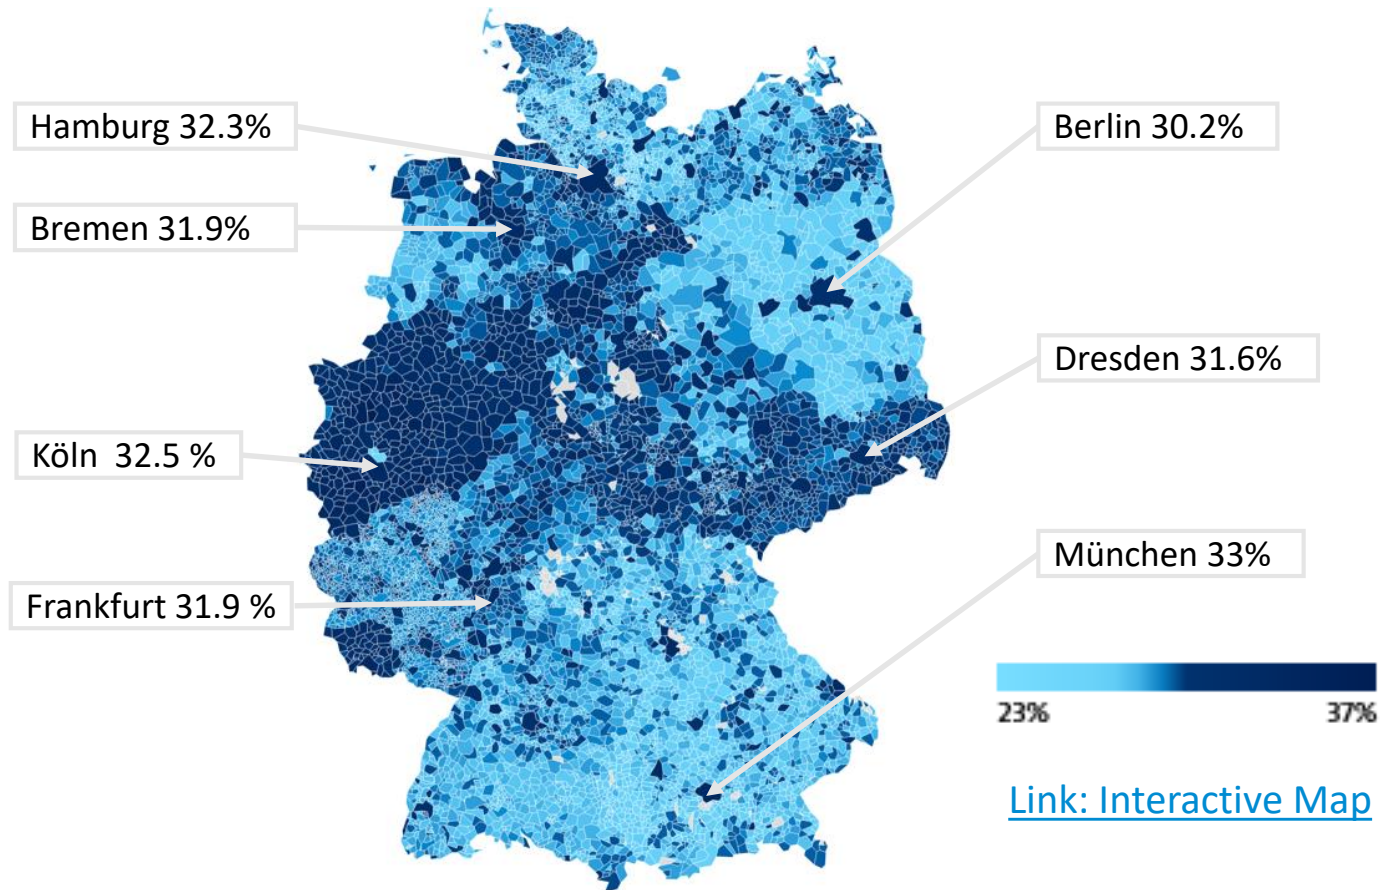 Hamburg 32.3%
Berlin 30.2%
Bremen 31.9%
Dresden 31.6%
Köln 32.5 %
München 33%
Frankfurt 31.9 %
23%
37%
Link: Interactive Map